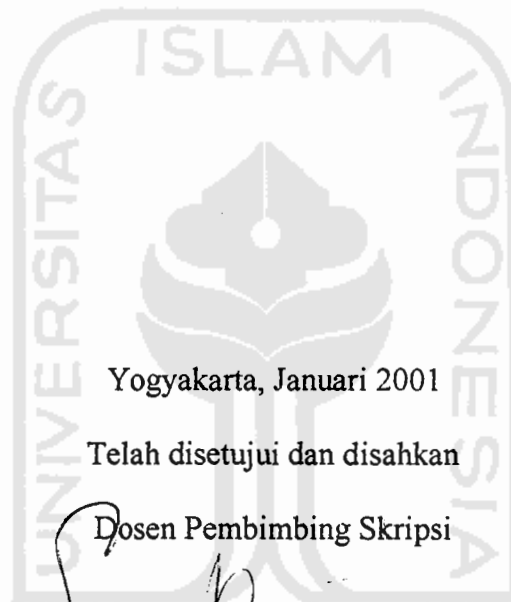 UNIVERSITAS
ISLAM
INDONESIA
Yogyakarta, Januari 2001
Telah disetujui dan disahkan
Dosen Pembimbing Skripsi